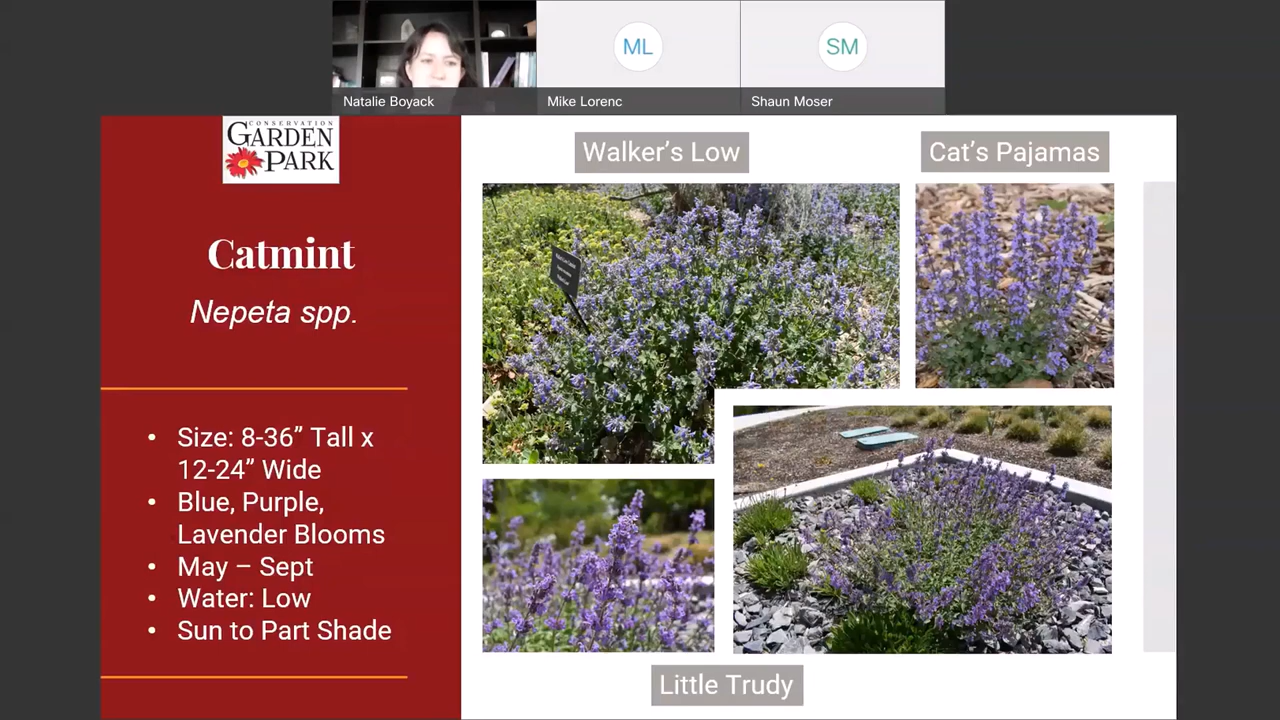 ML
SM
Natalie Boyack
Mike Lorenc
Shaun Moser
CONSERVATION
GARDEN
PARK
Walker's Low
Cat's Pajamas
Catmint
Nepeta spp.
• Size: 8-36” Tall x
12-24” Wide
• Blue, Purple,
Lavender Blooms
• May – Sept
• Water: Low
• Sun to Part Shade
Little Trudy